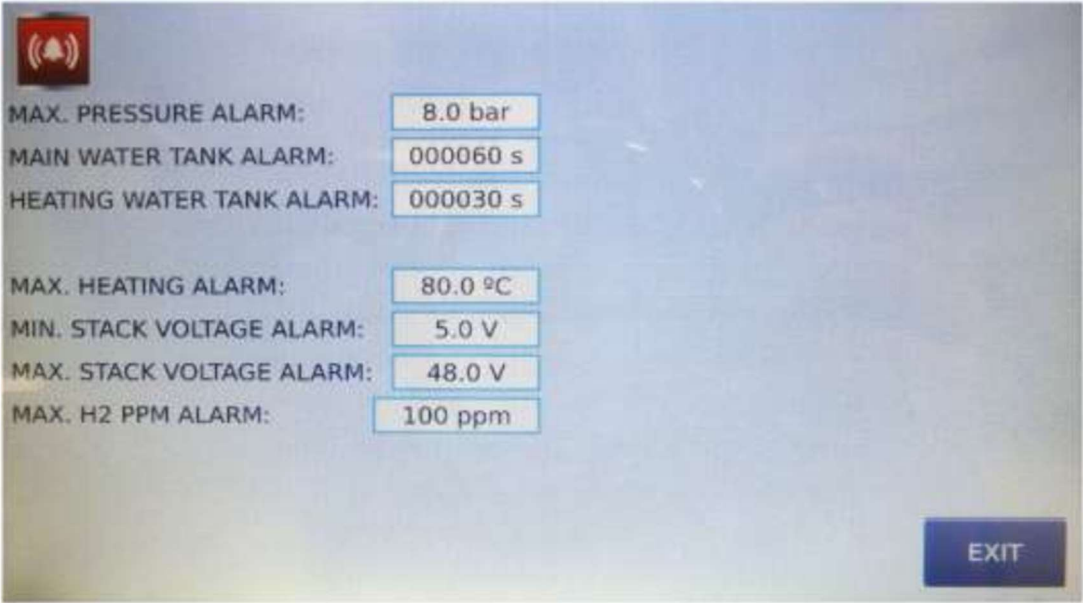 MAX. PRESSURE ALARM: 8.0 bar
MAIN WATER TANK ALARM: 000060 s
HEATING WATER TANK ALARM: 000030 s
MAX. HEATING ALARM: 80.0 ºC
MIN. STACK VOLTAGE ALARM: 5.0 V
MAX. STACK VOLTAGE ALARM: 48.0 V
MAX. H2 PPM ALARM: 100 ppm
EXIT